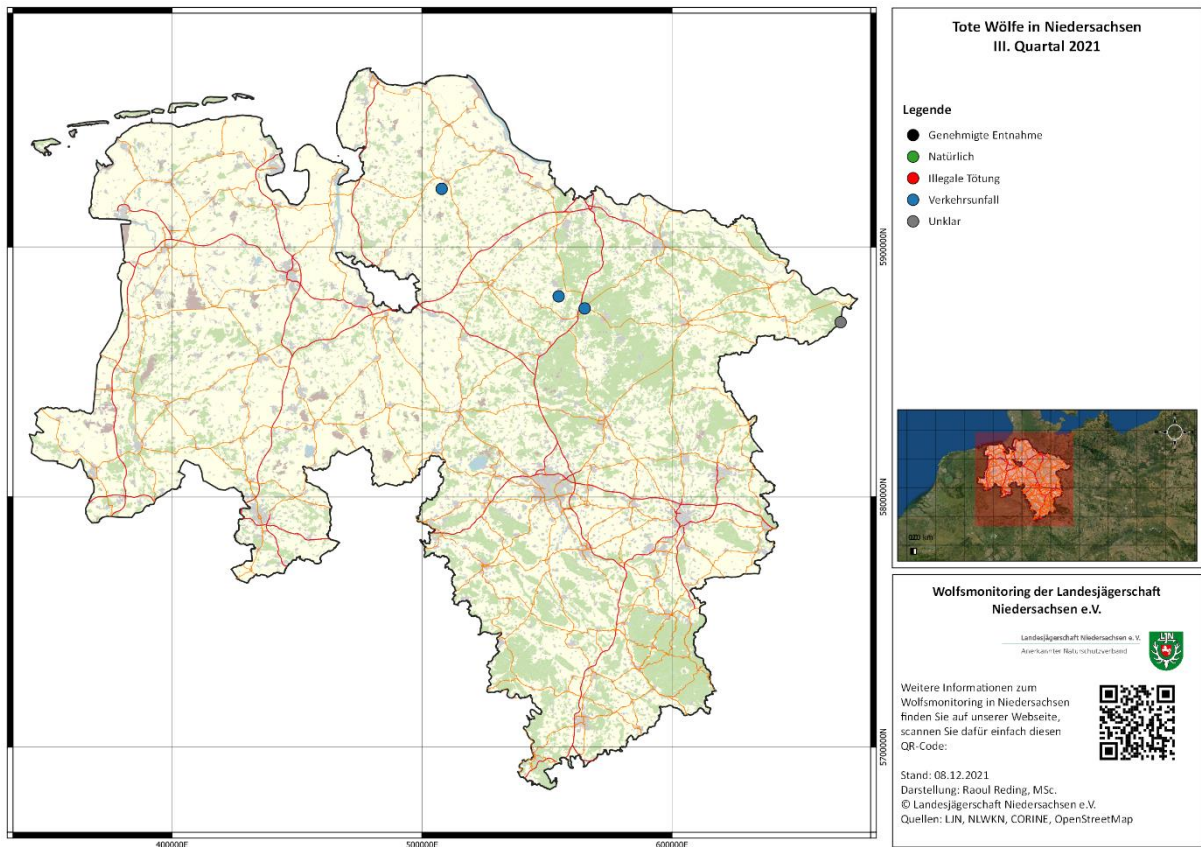 Tote Wölfe in Niedersachsen
III. Quartal 2021
Legende
Genehmigte Entnahme
Natürlich
Illegale Tötung
Verkehrsunfall
Unklar
5900000N
5800000N
5700000N
400000E
500000E
600000E
Wolfsmonitoring der Landesjägerschaft
Niedersachsen e.V.
Landesjägerschaft Niedersachsen e. V.
Anerkannter Naturschutzverband
LJN
Weitere Informationen zum
Wolfsmonitoring in Niedersachsen
finden Sie auf unserer Webseite,
scannen Sie dafür einfach diesen
QR-Code:
Stand: 08.12.2021
Darstellung: Raoul Reding, MSc.
© Landesjägerschaft Niedersachsen e.V.
Quellen: LJN, NLWKN, CORINE, OpenStreetMap